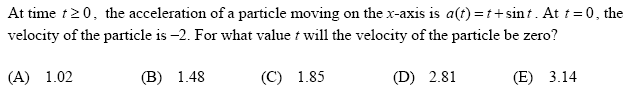 At time t ≥ 0, the acceleration of a particle moving on the x-axis is a(t) = t + sin t. At t = 0, the
velocity of the particle is –2. For what value t will the velocity of the particle be zero?
(A) 1.02 (B) 1.48 (C) 1.85 (D) 2.81 (E) 3.14